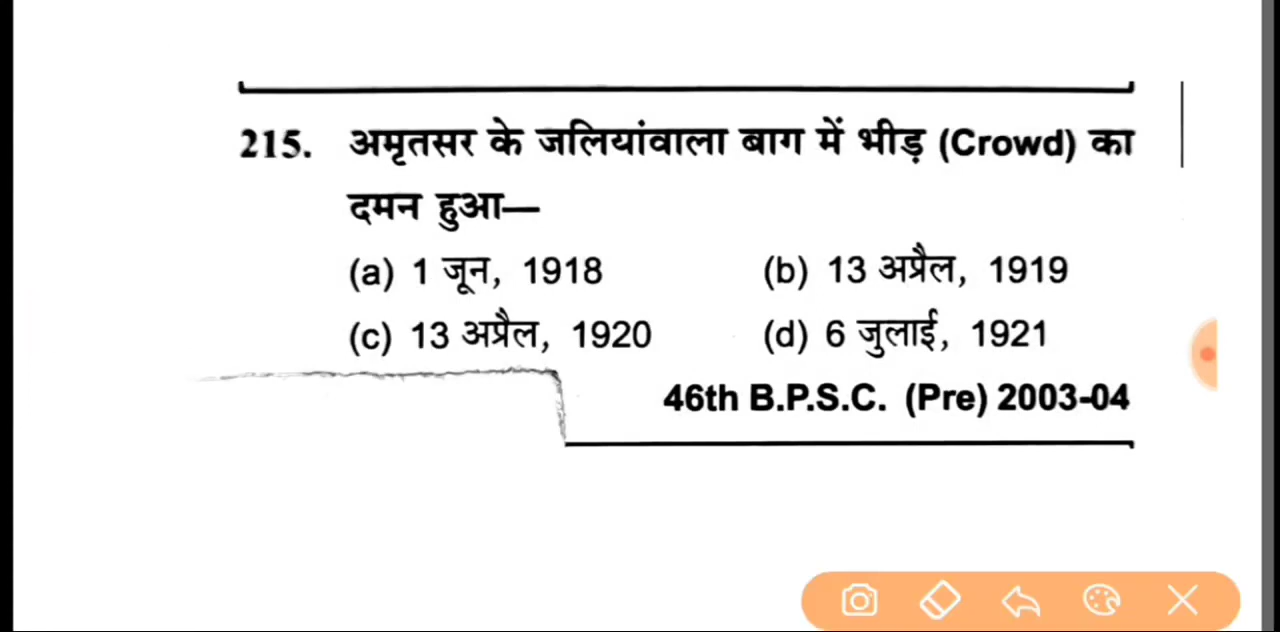 215. अमृतसर के जलियांवाला बाग में भीड़ (Crowd) का
दमन हुआ—
(a) 1 जून, 1918 (b) 13 अप्रैल, 1919
(c) 13 अप्रैल, 1920 (d) 6 जुलाई, 1921
46th B.P.S.C. (Pre) 2003-04